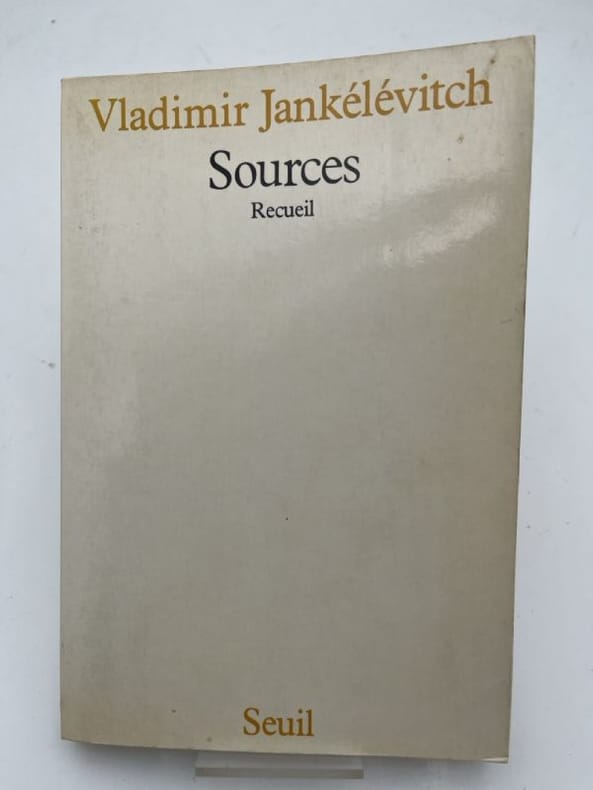 Vladimir Jankélévitch
Sources
Recueil
Seuil